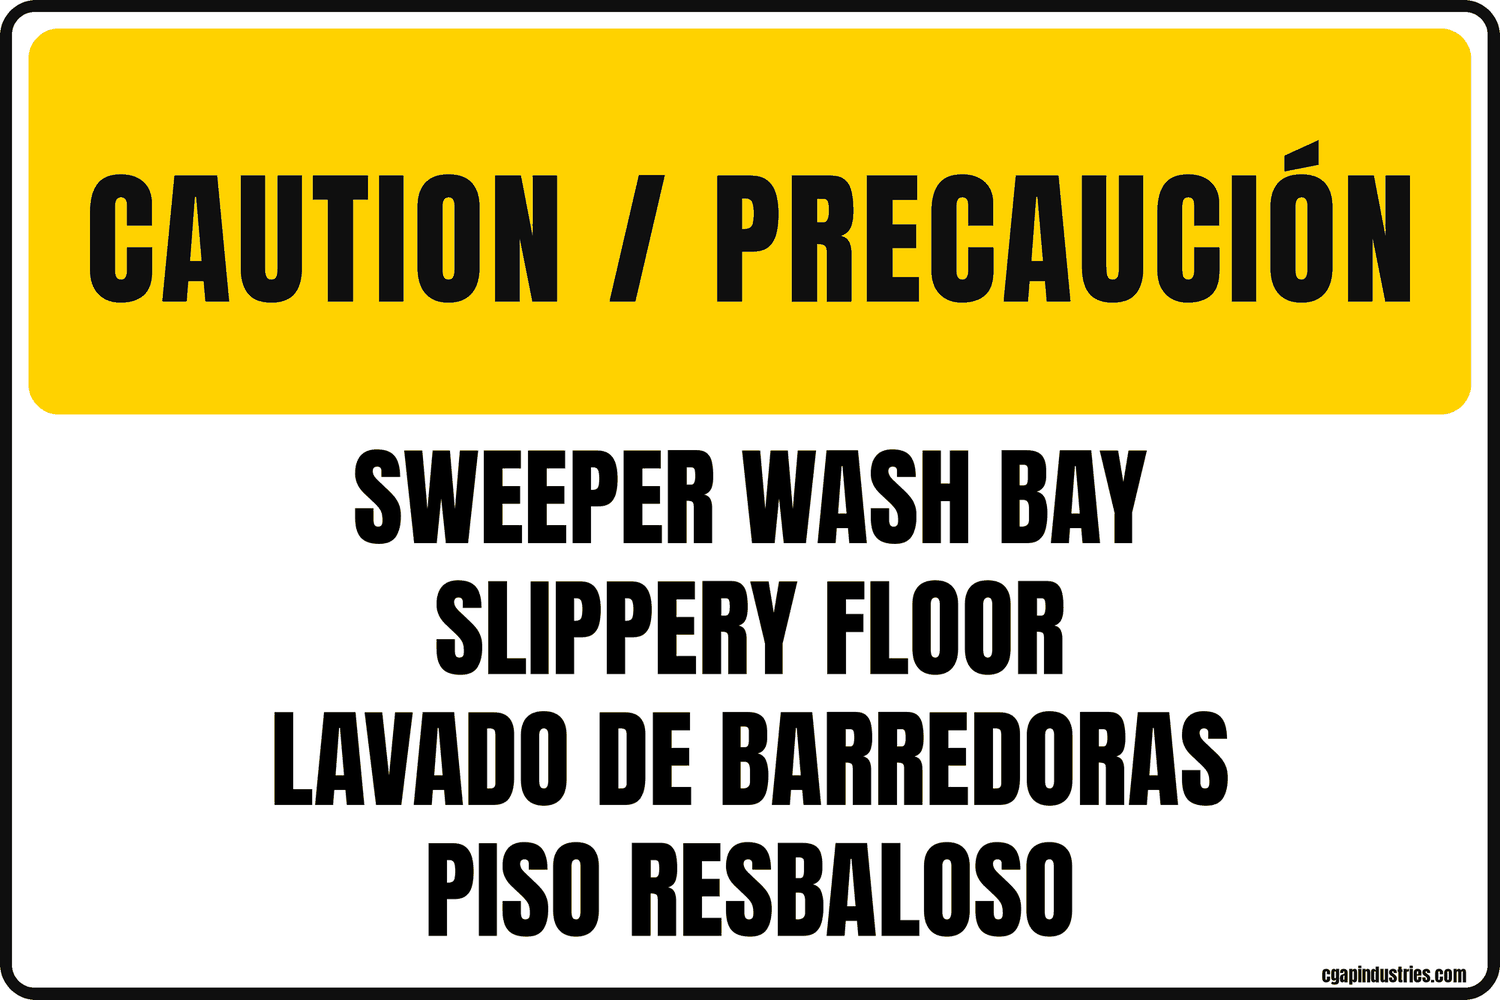 CAUTION / PRECAUCIÓN
SWEEPER WASH BAY
SLIPPERY FLOOR
LAVADO DE BARREDORAS
PISO RESBALOSO
cgapindustries.com